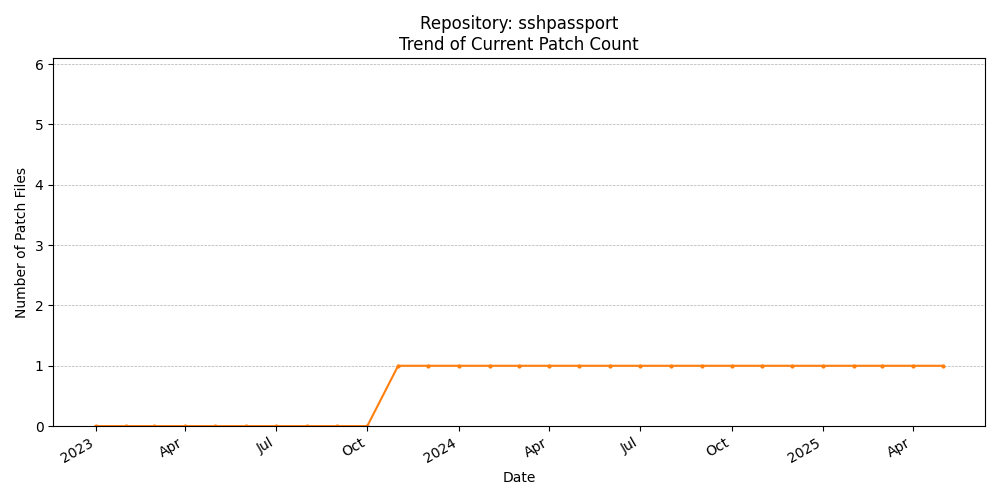 Repository: sshpassport
Trend of Current Patch Count
Number of Patch Files
6
5
4
3
2
1
0
2023
Apr
Jul
Oct
2024
Apr
Jul
Oct
2025
Apr
Date